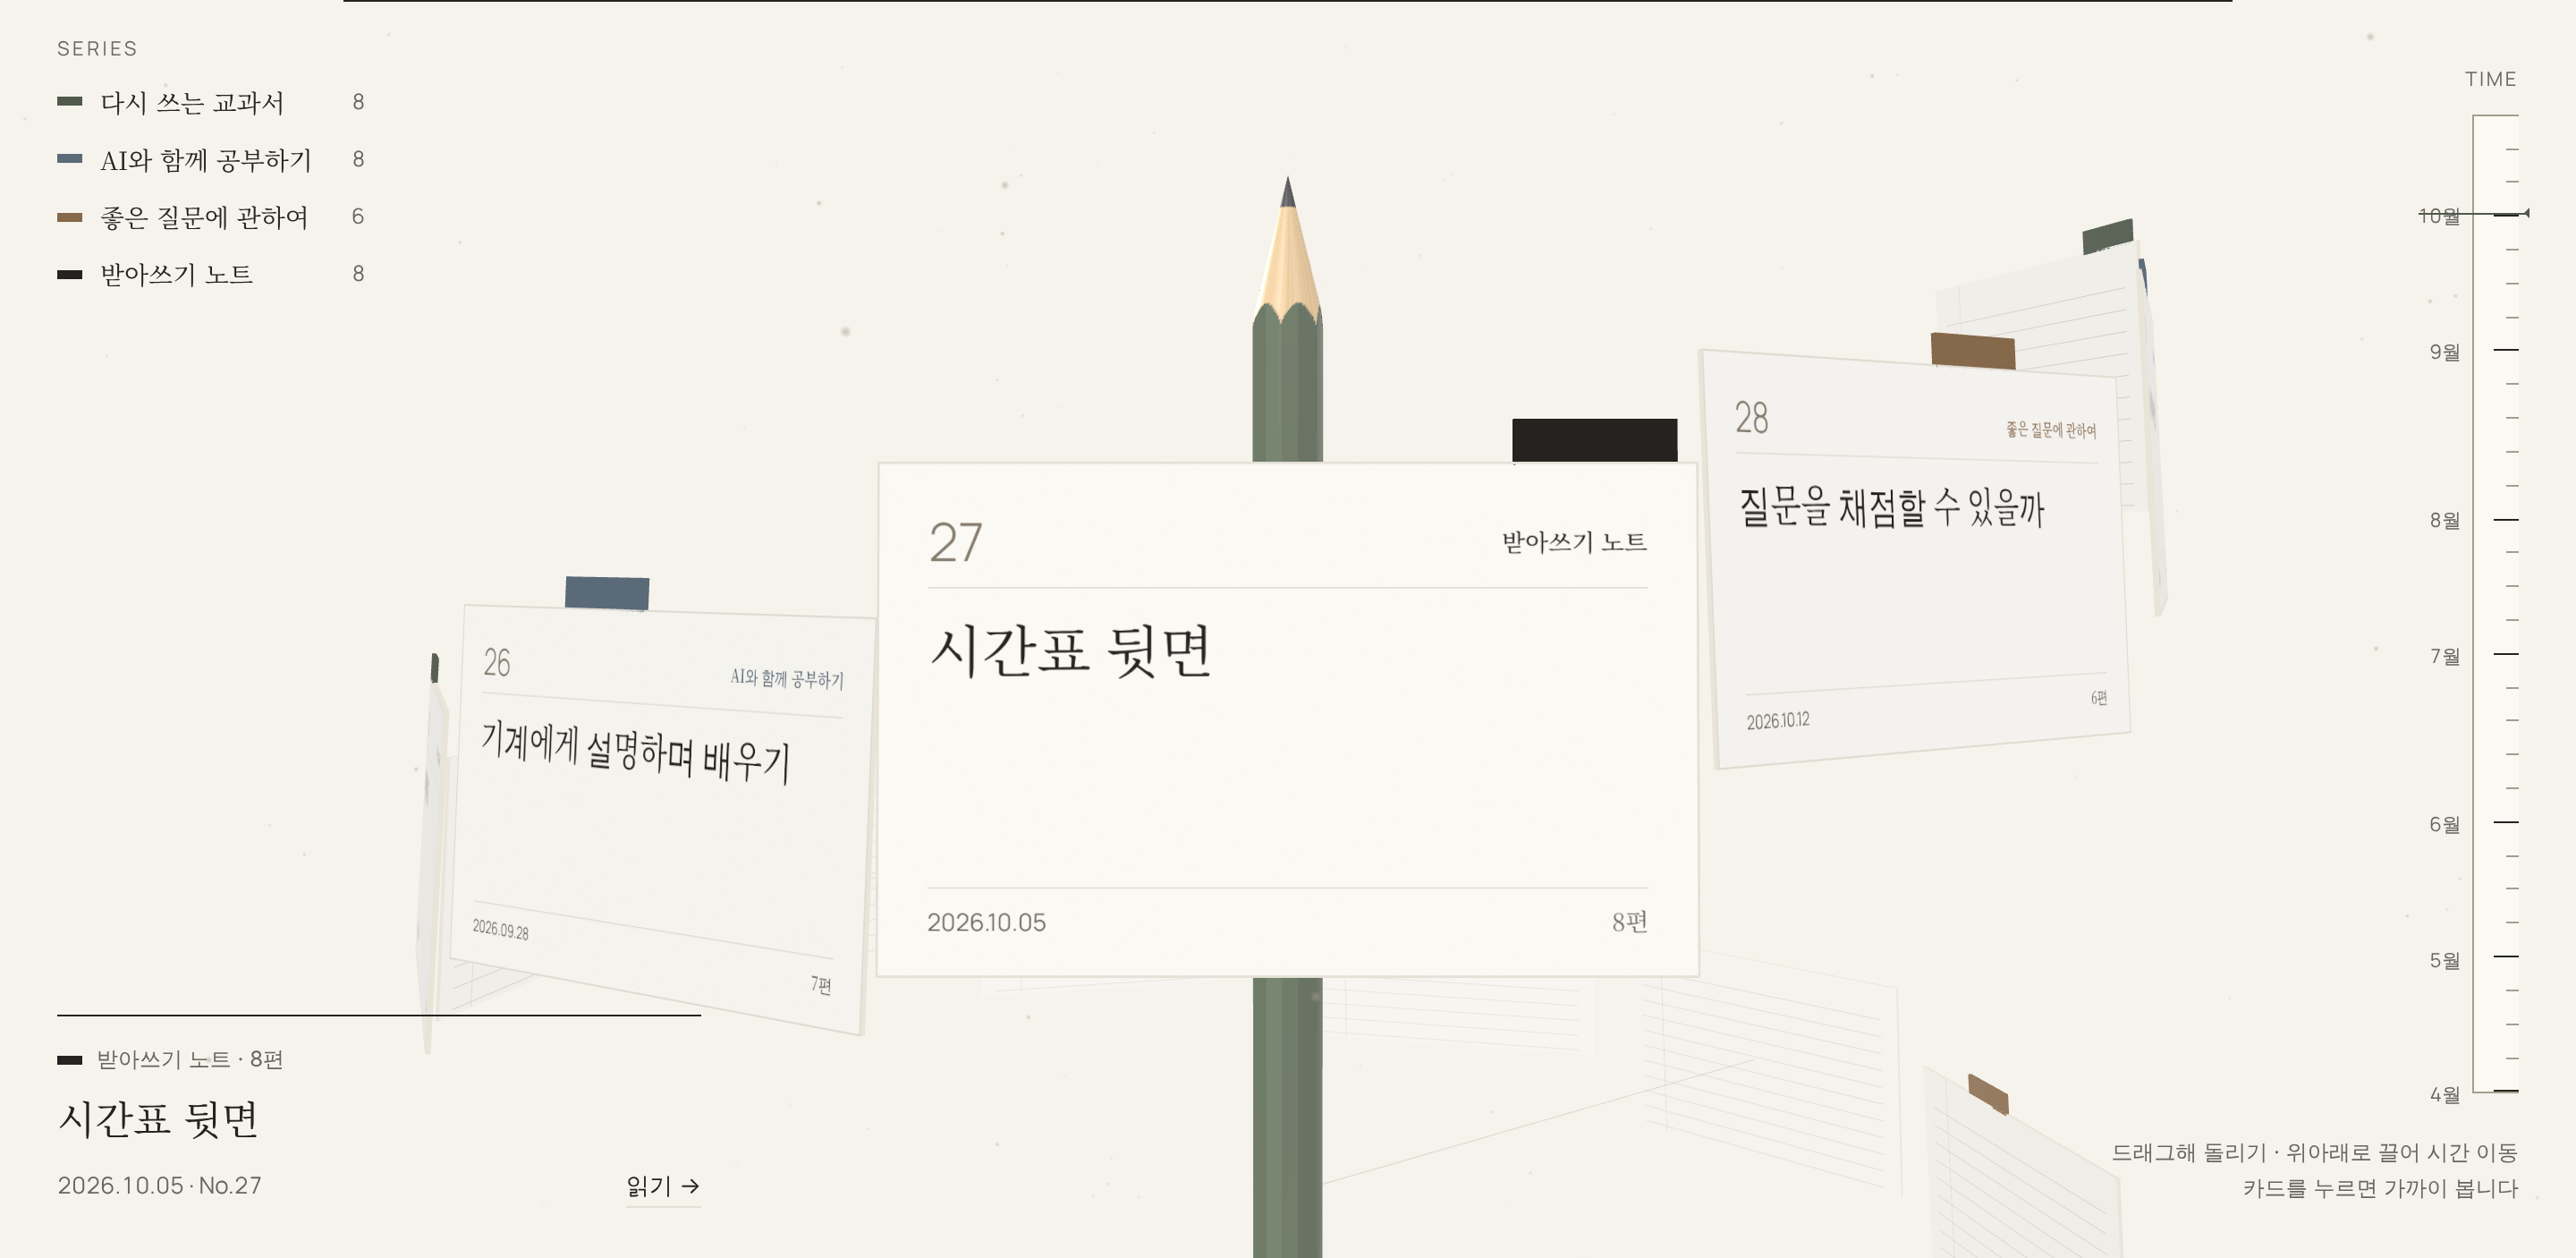 SERIES
다시 쓰는 교과서 8
AI와 함께 공부하기 8
좋은 질문에 관하여 6
받아쓰기 노트 8
TIME
10월
9월
8월
7월
6월
5월
4월
28 좋은 질문에 관하여
질문을 채점할 수 있을까
2026.10.12 6편
27 받아쓰기 노트
시간표 뒷면
2026.10.05 8편
26 AI와 함께 공부하기
기계에게 설명하며 배우기
2026.09.28 7편
받아쓰기 노트 · 8편
시간표 뒷면
2026.10.05 · No.27 읽기 →
드래그해 돌리기 · 위아래로 끌어 시간 이동
카드를 누르면 가까이 봅니다